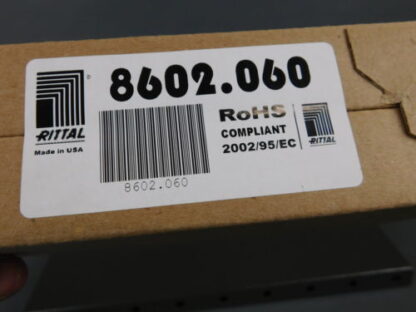 8602.060
RITTAL
Made in USA
8602.060
RoHS
COMPLIANT
2002/95/EC
RITTAL